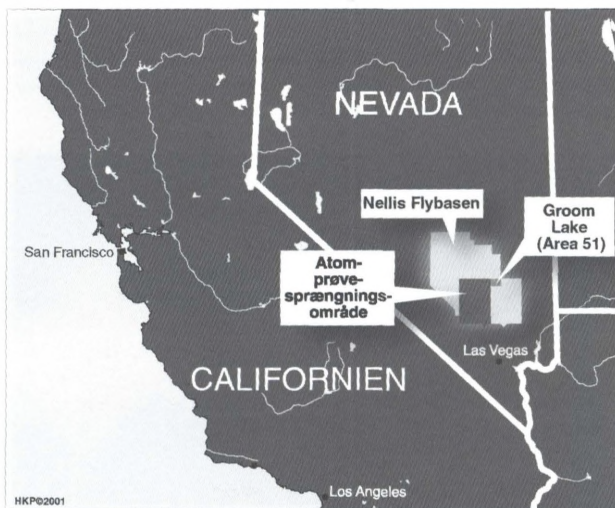 NEVADA
Nellis Flybasen
Groom
Lake
(Area 51)
San Francisco
Atom-
prøve-
sprængnings-
område
Las Vegas
CALIFORNIEN
Los Angeles
HKP©2001